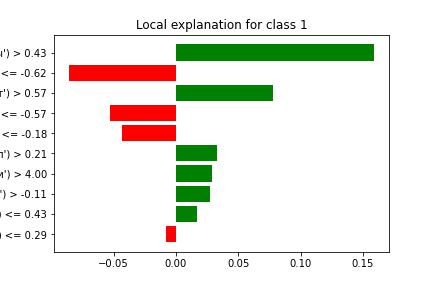 Local explanation for class 1
ы') > 0.43
<= -0.62
т') > 0.57
<= -0.57
<= -0.18
л') > 0.21
м') > 4.00
') > -0.11
) <= 0.43
) <= 0.29
−0.05 0.00 0.05 0.10 0.15